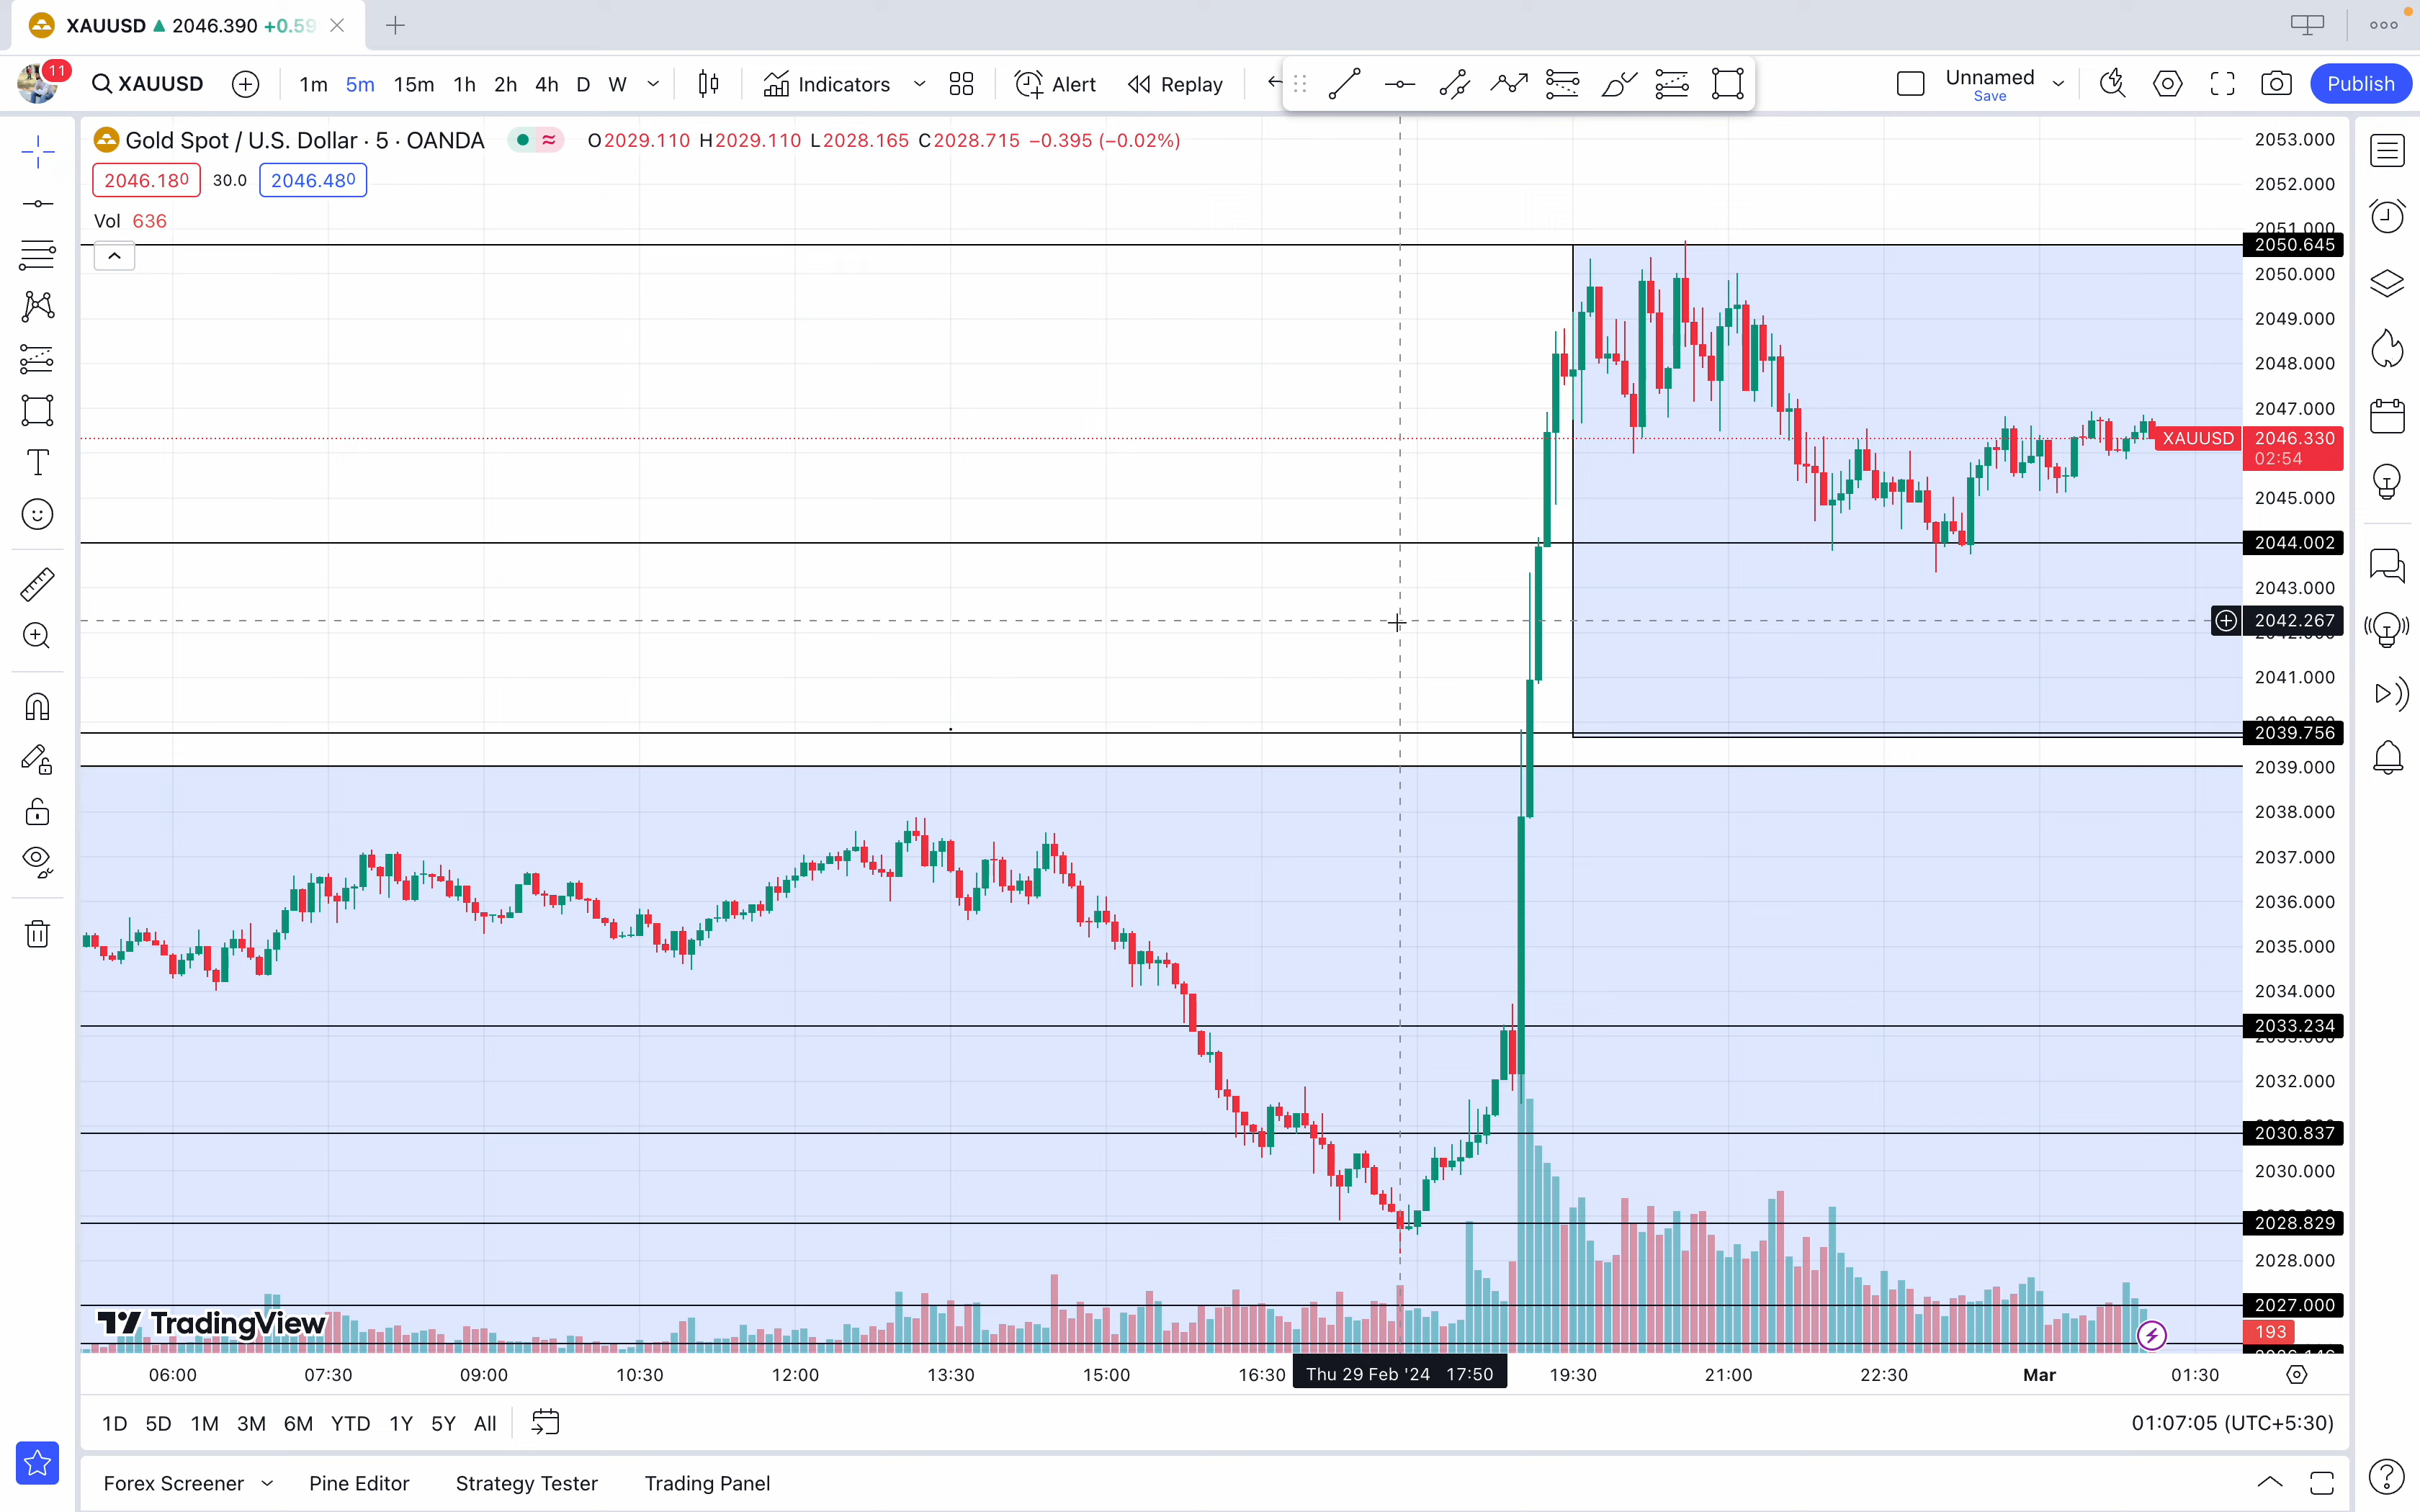 XAUUSD ▲ 2046.390 +0.59
11 XAUUSD 1m 5m 15m 1h 2h 4h D W Indicators Alert Replay Unnamed Save Publish
Gold Spot / U.S. Dollar · 5 · OANDA O2029.110 H2029.110 L2028.165 C2028.715 −0.395 (−0.02%)
2046.180 30.0 2046.480
Vol 636
2053.000
2052.000
2051.000
2050.645
2050.000
2049.000
2048.000
2047.000
XAUUSD 2046.330
02:54
2045.000
2044.002
2043.000
2042.267
2041.000
2039.756
2039.000
2038.000
2037.000
2036.000
2035.000
2034.000
2033.234
2032.000
2030.837
2030.000
2028.829
2028.000
2027.000
TradingView
193
06:00 07:30 09:00 10:30 12:00 13:30 15:00 16:30 Thu 29 Feb '24 17:50 19:30 21:00 22:30 Mar 01:30
1D 5D 1M 3M 6M YTD 1Y 5Y All 01:07:05 (UTC+5:30)
Forex Screener Pine Editor Strategy Tester Trading Panel